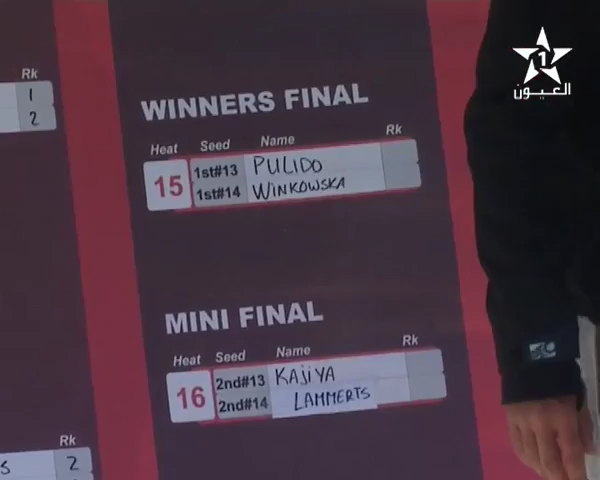 1
العيون
Rk
1
2
WINNERS FINAL
Heat Seed Name Rk
15 1st#13 PULIDO
1st#14 WINKOWSKA
MINI FINAL
Heat Seed Name Rk
16 2nd#13 KAJIYA
2nd#14 LAMMERTS
Rk
S 2